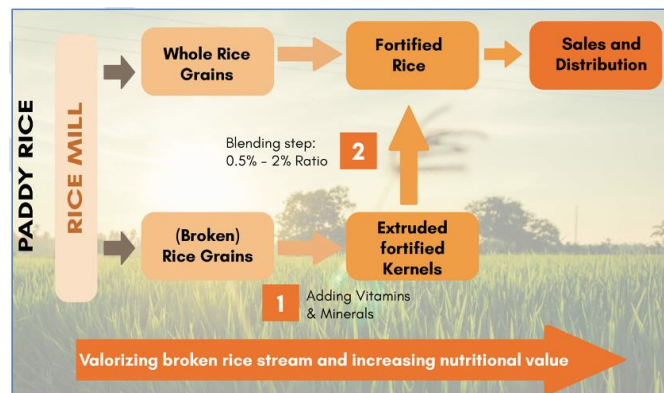 PADDY RICE
RICE MILL
Whole Rice
Grains
Fortified
Rice
Sales and
Distribution
Blending step:
0.5% - 2% Ratio
2
(Broken)
Rice Grains
Extruded
fortified
Kernels
1
Adding Vitamins
& Minerals
Valorizing broken rice stream and increasing nutritional value